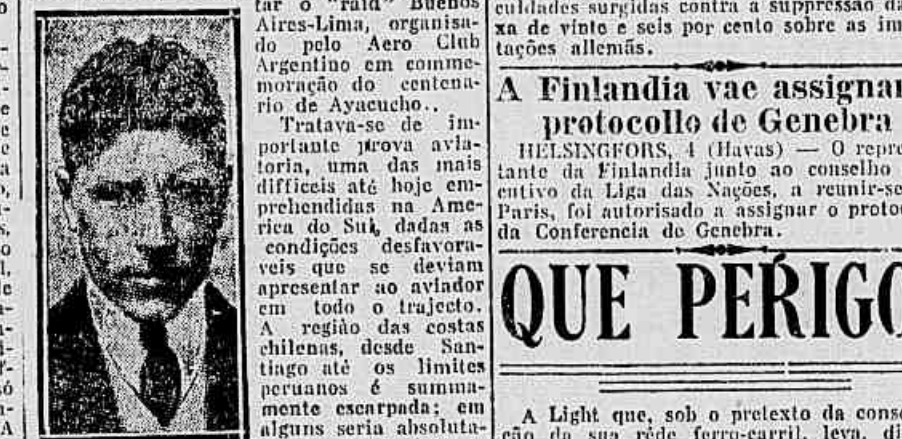 tar o "raid" Buenos
Aires-Lima, organisa-
do pelo Aero Club
Argentino em comme-
moração do centena-
rio de Ayacucho..
Tratava-se de im-
portante prova avia-
toria, uma das mais
difficeis até hoje em-
prehendidas na Ame-
rica do Sul, dadas as
condições desfavora-
veis que se deviam
apresentar ao aviador
em todo o trajecto.
A região das costas
chilenas, desde San-
tiago até os limites
peruanos é summa-
mente escarpada; em
alguns seria absoluta-
culdades surgidas contra a suppressão da
xa de vinte e seis por cento sobre as im
tações allemãs.
A Finlandia vae assignar
protocollo de Genebra
HELSINGFORS, 4 (Havas) — O repre
tante da Finlandia junto ao conselho
cutivo da Liga das Nações, a reunir-se
Paris, foi autorisado a assignar o proto
da Conferencia de Genebra.
QUE PERIGO
A Light que, sob o pretexto da conse
ção da sua rêde ferro-carril, leva, di